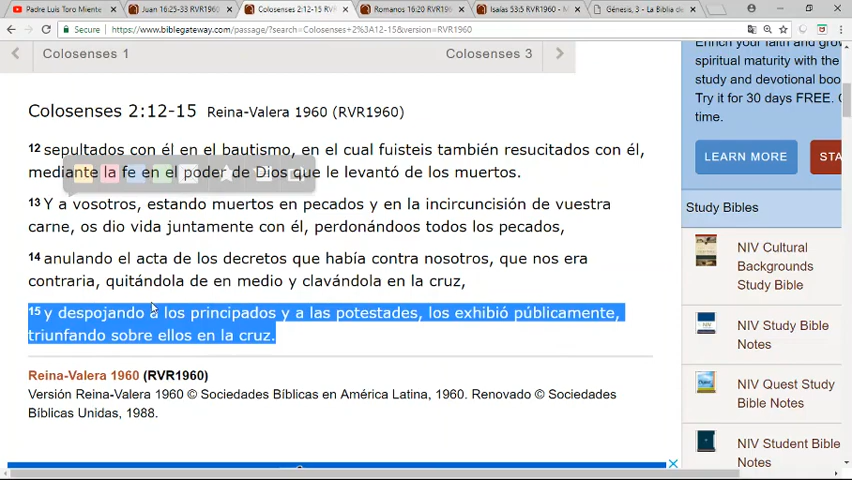 Padre Luis Toro Miente
Juan 16:25-33 RVR1960
Colosenses 2:12-15 RV
Romanos 16:20 RVR1960
Isaías 53:5 RVR1960 - M
Génesis, 3 - La Biblia de
Secure
https://www.biblegateway.com/passage/?search=Colosenses+2%3A12-15&version=RVR1960
Colosenses 1
Colosenses 3
Colosenses 2:12-15 Reina-Valera 1960 (RVR1960)
12 sepultados con él en el bautismo, en el cual fuisteis también resucitados con él,
mediante la fe en el poder de Dios que le levantó de los muertos.
13 Y a vosotros, estando muertos en pecados y en la incircuncisión de vuestra
carne, os dio vida juntamente con él, perdonándoos todos los pecados,
14 anulando el acta de los decretos que había contra nosotros, que nos era
contraria, quitándola de en medio y clavándola en la cruz,
15 y despojando a los principados y a las potestades, los exhibió públicamente,
triunfando sobre ellos en la cruz.
Reina-Valera 1960 (RVR1960)
Versión Reina-Valera 1960 © Sociedades Bíblicas en América Latina, 1960. Renovado © Sociedades
Bíblicas Unidas, 1988.
Enrich your faith and grow
spiritual maturity with the
study and devotional boo
Try it for 30 days FREE. C
anytime.
LEARN MORE
STA
Study Bibles
NIV Cultural
Backgrounds
Study Bible
NIV Study Bible
Notes
NIV Quest Study
Bible Notes
NIV Student Bible
Notes